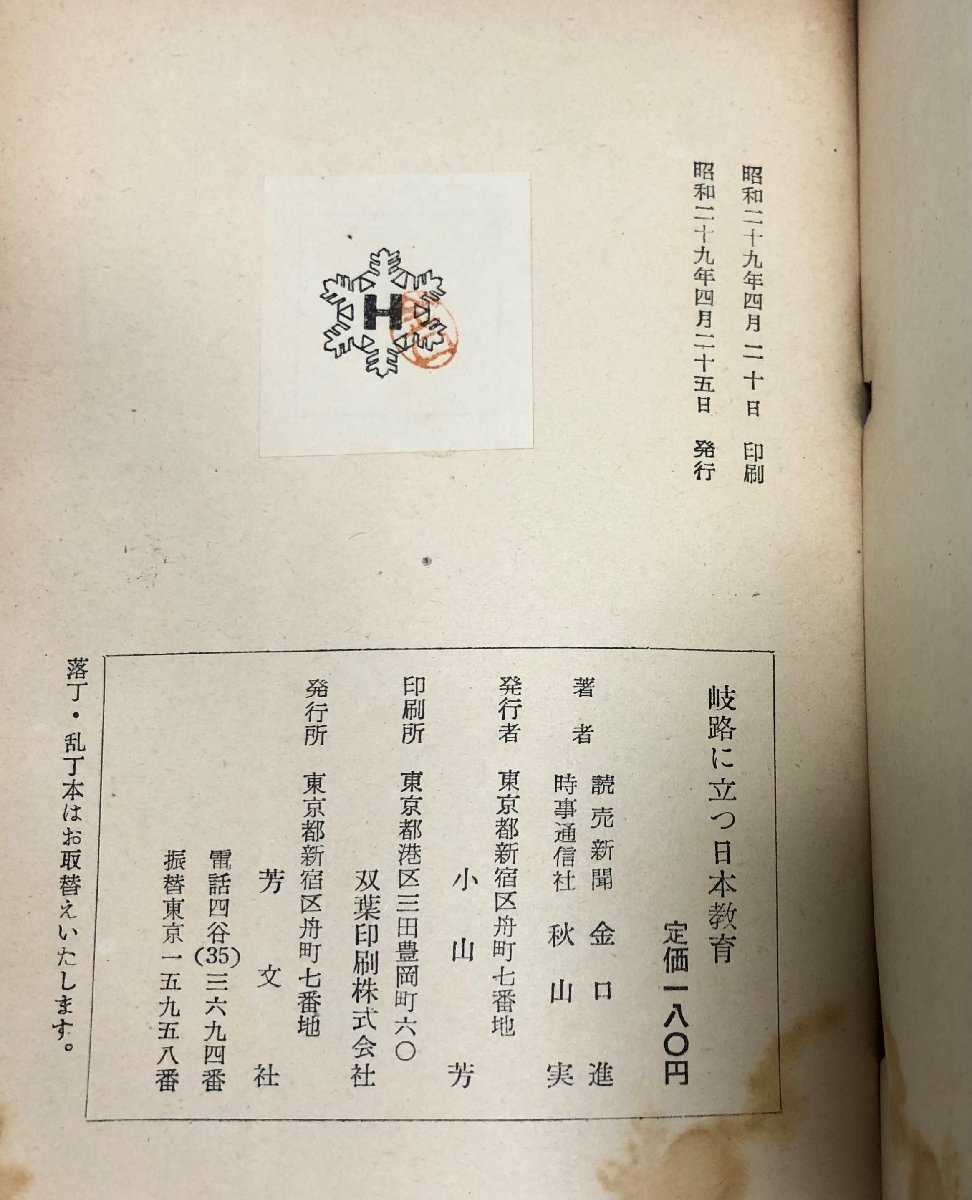 昭和二十九年四月二十日 印刷
昭和二十九年四月二十五日 発行
H
岐路に立つ日本教育
定価一八〇円
著者 読売新聞 金口進
時事通信社 秋山実
発行者 東京都新宿区舟町七番地
小山芳
印刷所 東京都港区三田豊岡町六〇
双葉印刷株式会社
発行所 東京都新宿区舟町七番地
芳文社
電話四谷(35)三六九四番
振替東京一五九五八番
落丁・乱丁本はお取替えいたします。